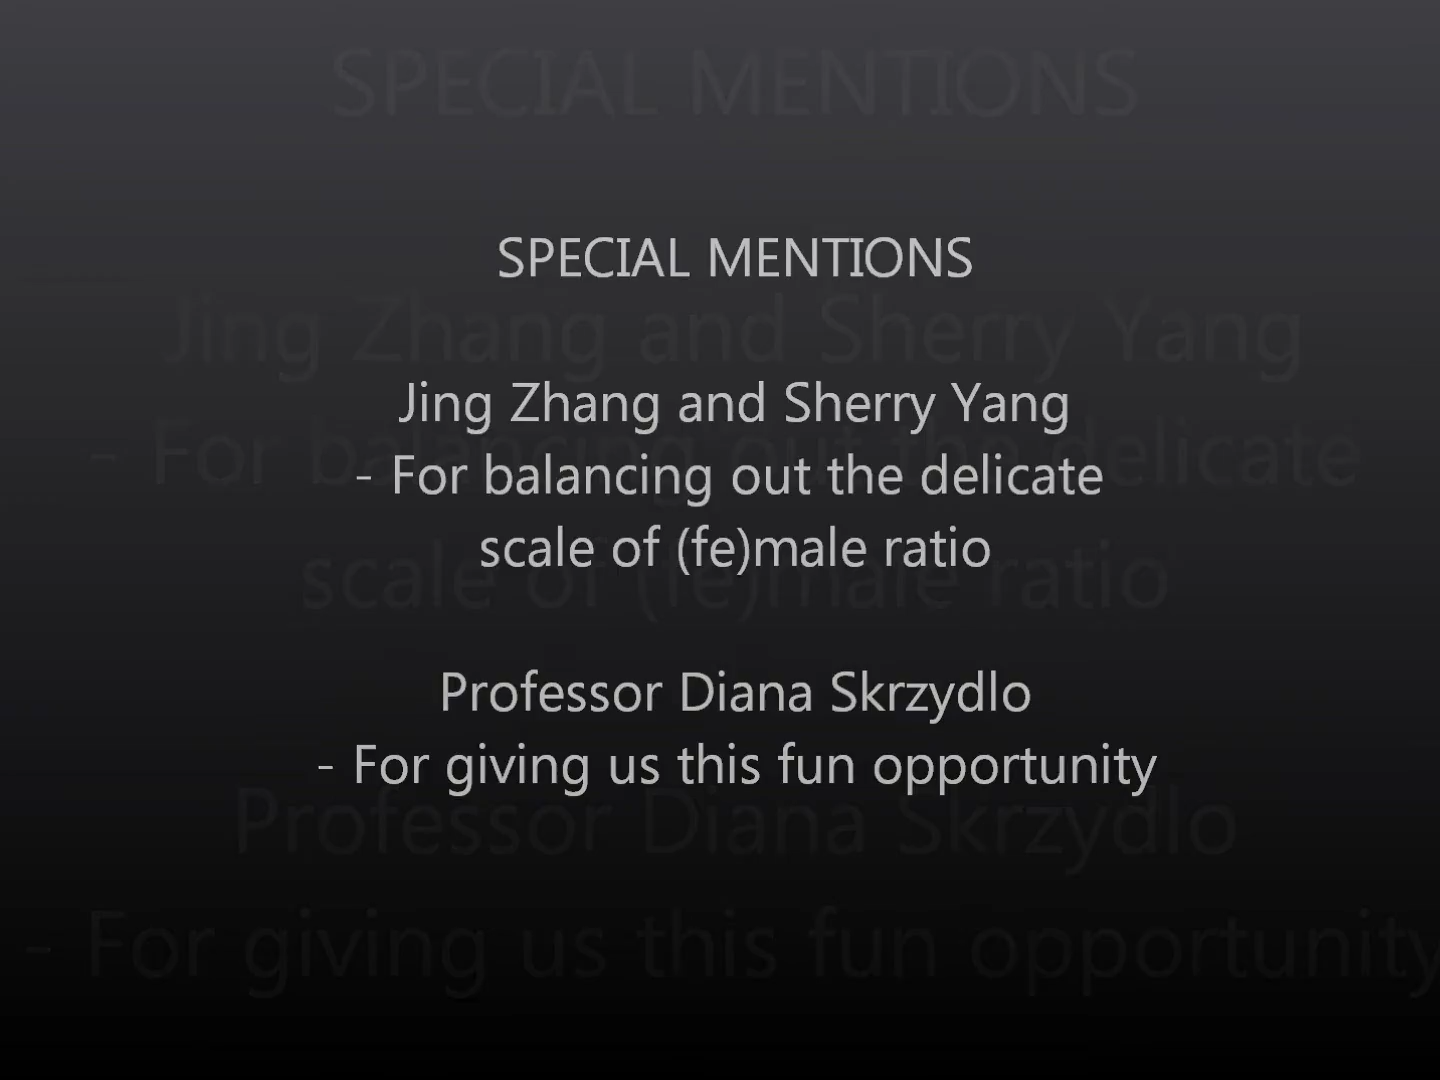 SPECIAL MENTIONS
Jing Zhang and Sherry Yang
- For balancing out the delicate
scale of (fe)male ratio
Professor Diana Skrzydlo
- For giving us this fun opportunity